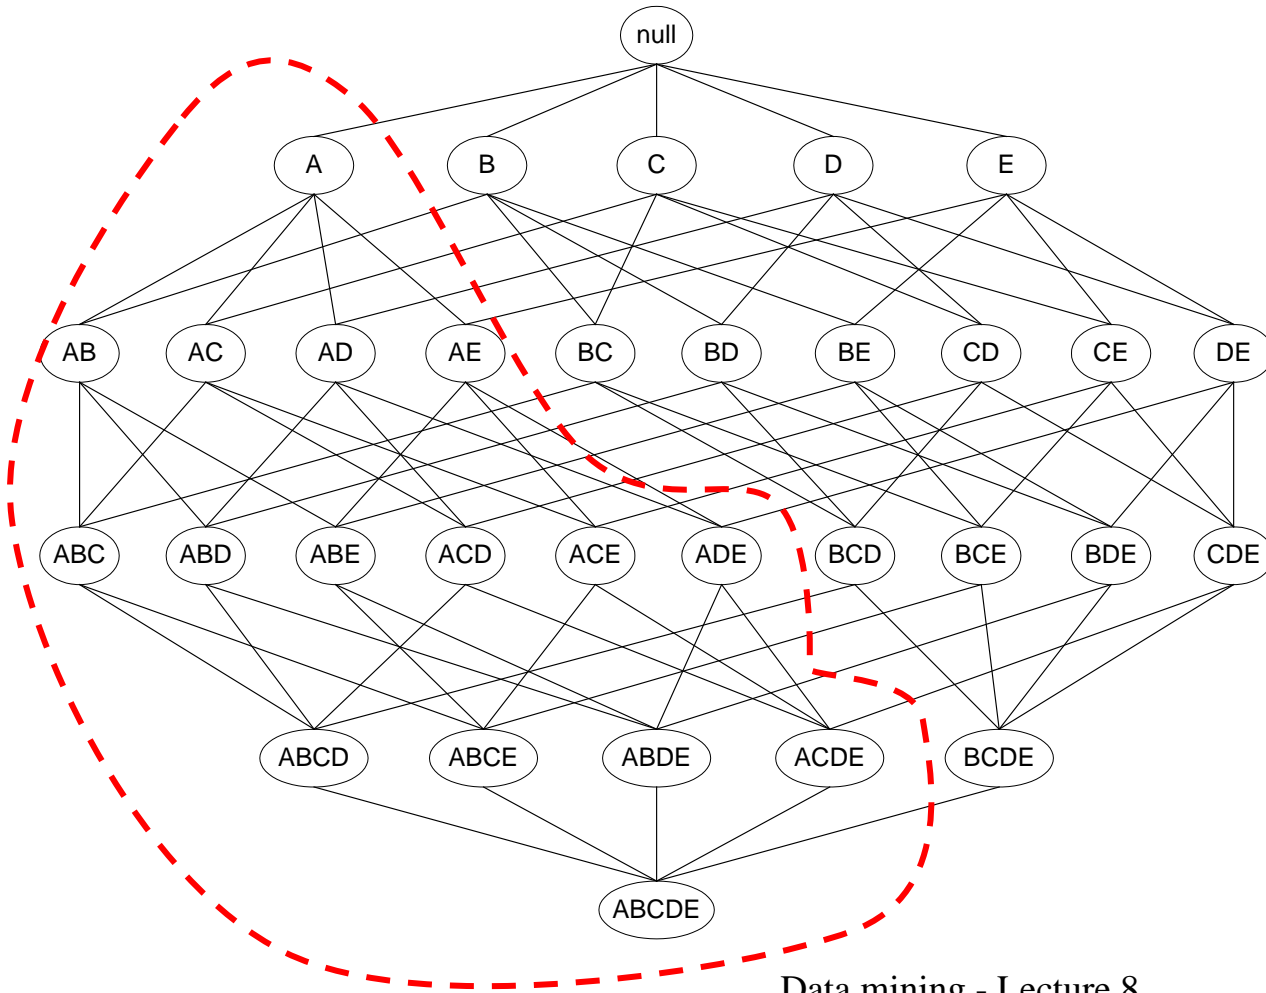 null
A B C D E
AB AC AD AE BC BD BE CD CE DE
ABC ABD ABE ACD ACE ADE BCD BCE BDE CDE
ABCD ABCE ABDE ACDE BCDE
ABCDE
Data mining - Lecture 8